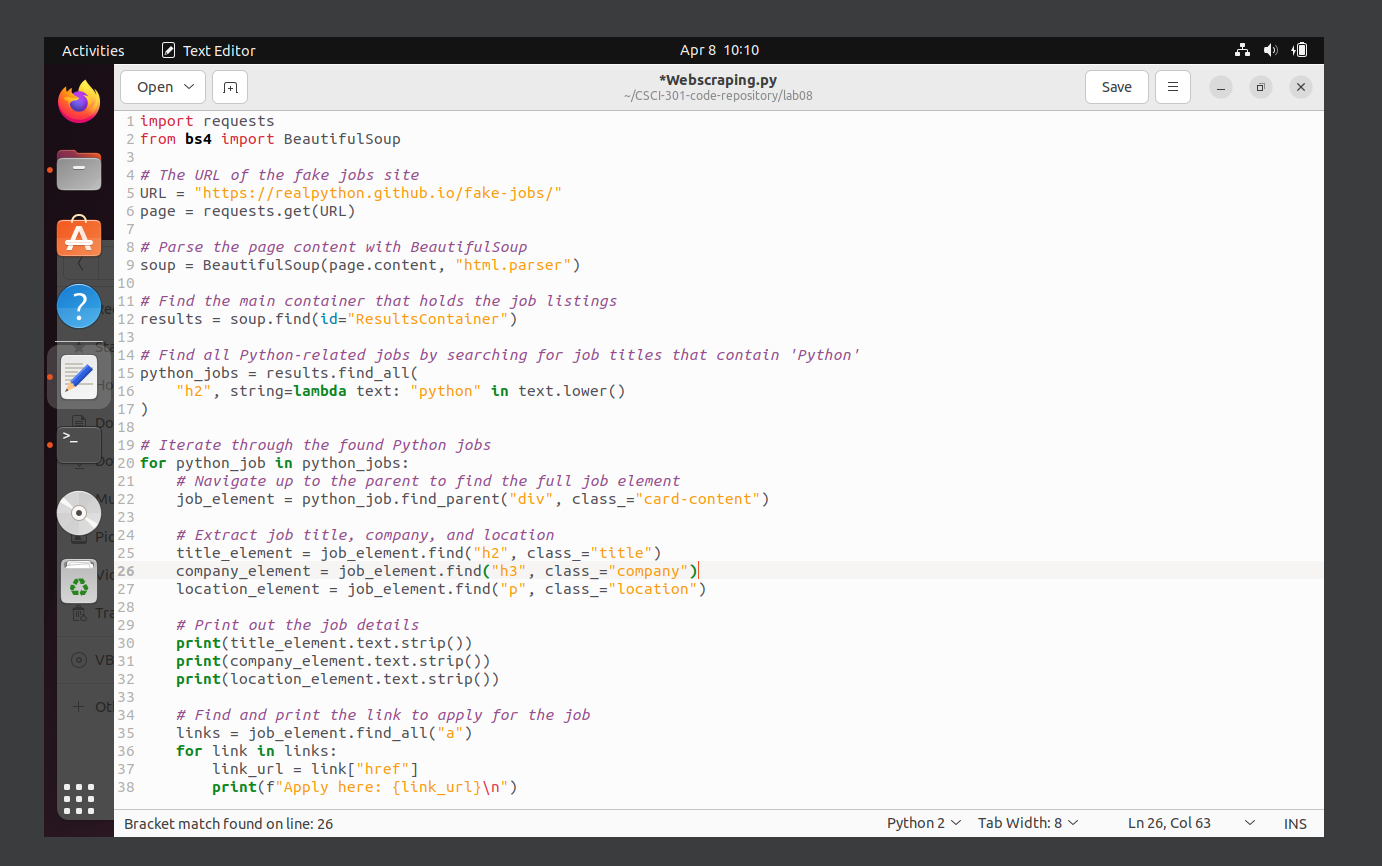 Activities Text Editor Apr 8 10:10
Open *Webscraping.py Save
~/CSCI-301-code-repository/lab08
1 import requests
2 from bs4 import BeautifulSoup
3
4 # The URL of the fake jobs site
5 URL = "https://realpython.github.io/fake-jobs/"
6 page = requests.get(URL)
7
8 # Parse the page content with BeautifulSoup
9 soup = BeautifulSoup(page.content, "html.parser")
10
11 # Find the main container that holds the job listings
12 results = soup.find(id="ResultsContainer")
13
14 # Find all Python-related jobs by searching for job titles that contain 'Python'
15 python_jobs = results.find_all(
16     "h2", string=lambda text: "python" in text.lower()
17 )
18
19 # Iterate through the found Python jobs
20 for python_job in python_jobs:
21     # Navigate up to the parent to find the full job element
22     job_element = python_job.find_parent("div", class_="card-content")
23
24     # Extract job title, company, and location
25     title_element = job_element.find("h2", class_="title")
26     company_element = job_element.find("h3", class_="company")
27     location_element = job_element.find("p", class_="location")
28
29     # Print out the job details
30     print(title_element.text.strip())
31     print(company_element.text.strip())
32     print(location_element.text.strip())
33
34     # Find and print the link to apply for the job
35     links = job_element.find_all("a")
36     for link in links:
37         link_url = link["href"]
38         print(f"Apply here: {link_url}\n")
Bracket match found on line: 26 Python 2 Tab Width: 8 Ln 26, Col 63 INS